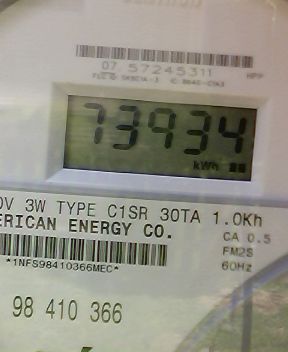 07 57245311
73934
kWh
0V 3W TYPE C1SR 30TA 1.0Kh
ERICAN ENERGY CO.
CA 0.5
FM2S
60Hz
*1NFS98410366MEC*
98 410 366